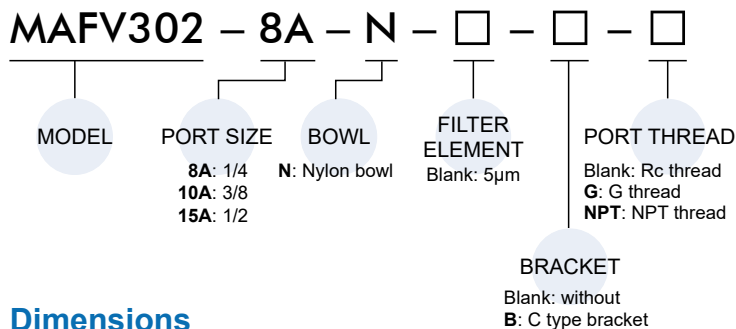 MAFV302 – 8A – N – □ – □ – □
MODEL
PORT SIZE
8A: 1/4
10A: 3/8
15A: 1/2
BOWL
N: Nylon bowl
FILTER
ELEMENT
Blank: 5µm
PORT THREAD
Blank: Rc thread
G: G thread
NPT: NPT thread
BRACKET
Blank: without
B: C type bracket
Dimensions